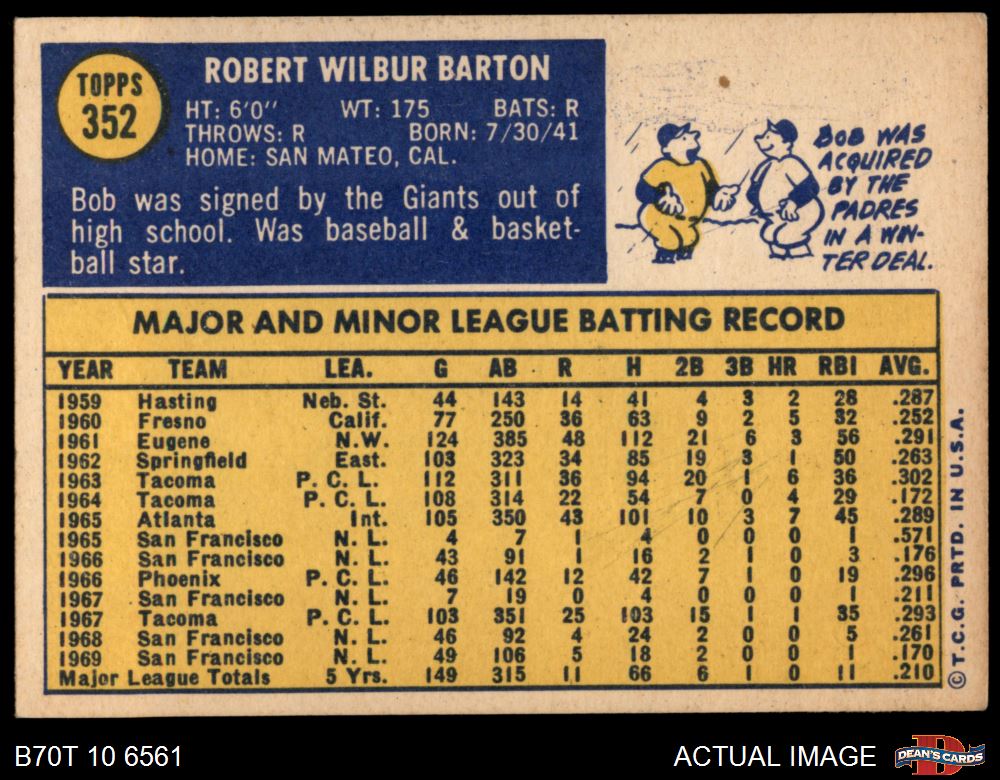 TOPPS
352
ROBERT WILBUR BARTON
HT: 6'0" WT: 175 BATS: R
THROWS: R BORN: 7/30/41
HOME: SAN MATEO, CAL.
Bob was signed by the Giants out of
high school. Was baseball & basket-
ball star.
BOB WAS
ACQUIRED
BY THE
PADRES
IN A WIN-
TER DEAL.
MAJOR AND MINOR LEAGUE BATTING RECORD
YEAR TEAM LEA. G AB R H 2B 3B HR RBI AVG.
1959 Hasting Neb. St. 44 143 14 41 4 3 2 28 .287
1960 Fresno Calif. 77 250 36 63 9 2 5 32 .252
1961 Eugene N.W. 124 385 48 112 21 6 3 56 .291
1962 Springfield East. 103 323 34 85 19 3 1 50 .263
1963 Tacoma P. C. L. 112 311 36 94 20 1 6 36 .302
1964 Tacoma P. C. L. 108 314 22 54 7 0 4 29 .172
1965 Atlanta Int. 105 350 43 101 10 3 7 45 .289
1965 San Francisco N. L. 4 7 1 4 0 0 0 1 .571
1966 San Francisco N. L. 43 91 1 16 2 1 0 3 .176
1966 Phoenix P. C. L. 46 142 12 42 7 1 0 19 .296
1967 San Francisco N. L. 7 19 0 4 0 0 0 1 .211
1967 Tacoma P. C. L. 103 351 25 103 15 1 1 35 .293
1968 San Francisco N. L. 46 92 4 24 2 0 0 5 .261
1969 San Francisco N. L. 49 106 5 18 2 0 0 1 .170
Major League Totals 5 Yrs. 149 315 11 66 6 1 0 11 .210
© T.C.G. PRTD. IN U.S.A.
B70T 10 6561
ACTUAL IMAGE
D
DEAN'S CARDS